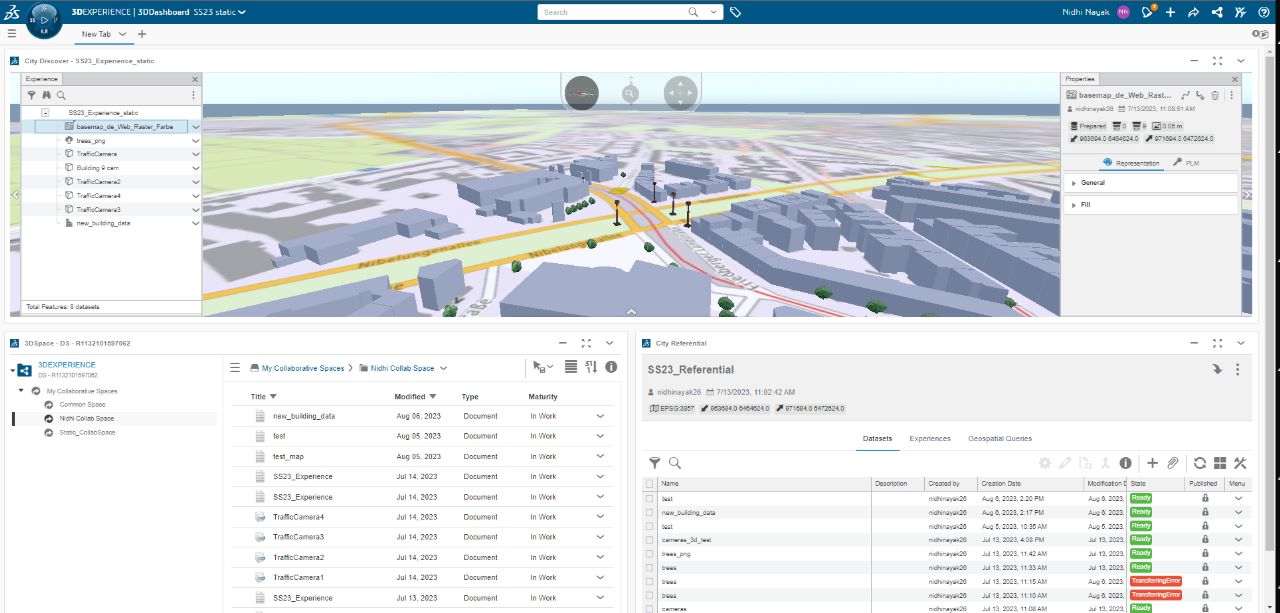 3DEXPERIENCE | 3DDashboard SS23 static
Search
Nidhi Nayak NN
New Tab
City Discover - SS23_Experience_static
Experience
SS23_Experience_static
basemap_de_Web_Raster_Farbe
trees_png
TrafficCamera
Building 9 cam
TrafficCamera2
TrafficCamera4
TrafficCamera3
new_building_data
Total Features: 8 datasets
Nibelungenallee
Properties
basemap_de_Web_Rast...
nidhinayak26 7/13/2023, 11:08:51 AM
Prepared 0 9 0.05 m
963694.0 6464624.0 971694.0 6472624.0
Representation PLM
General
Fill
3DSpace - DS - R1132101597062
3DEXPERIENCE
DS - R1132101597062
My Collaborative Spaces
Common Space
Nidhi Collab Space
Static_CollabSpace
My Collaborative Spaces Nidhi Collab Space
Title Modified Type Maturity
new_building_data Aug 06, 2023 Document In Work
test Aug 05, 2023 Document In Work
test_map Aug 05, 2023 Document In Work
SS23_Experience Jul 14, 2023 Document In Work
SS23_Experience Jul 14, 2023 Document In Work
TrafficCamera4 Jul 14, 2023 Document In Work
TrafficCamera3 Jul 14, 2023 Document In Work
TrafficCamera2 Jul 14, 2023 Document In Work
TrafficCamera1 Jul 14, 2023 Document In Work
SS23_Experience Jul 13, 2023 Document In Work
City Referential
SS23_Referential
nidhinayak26 7/13/2023, 11:02:42 AM
EPSG:3857 963694.0 6464624.0 971694.0 6472624.0
Datasets Experiences Geospatial Queries
Name Description Created by Creation Date Modification D State Published Menu
test nidhinayak26 Aug 6, 2023, 2:20 PM Aug 6, 2023, Ready
new_building_data nidhinayak26 Aug 6, 2023, 2:17 PM Aug 6, 2023, Ready
test nidhinayak26 Aug 5, 2023, 10:35 AM Aug 5, 2023, Ready
cameras_3d_test nidhinayak26 Jul 13, 2023, 4:08 PM Jul 13, 2023, Ready
trees_png nidhinayak26 Jul 13, 2023, 11:42 AM Jul 13, 2023, Ready
trees nidhinayak26 Jul 13, 2023, 11:33 AM Jul 13, 2023, Ready
trees nidhinayak26 Jul 13, 2023, 11:15 AM Aug 6, 2023, TransferringError
trees nidhinayak26 Jul 13, 2023, 11:15 AM Aug 6, 2023, TransferringError
cameras nidhinayak26 Jul 13, 2023, 11:14 AM Jul 13, 2023, Ready